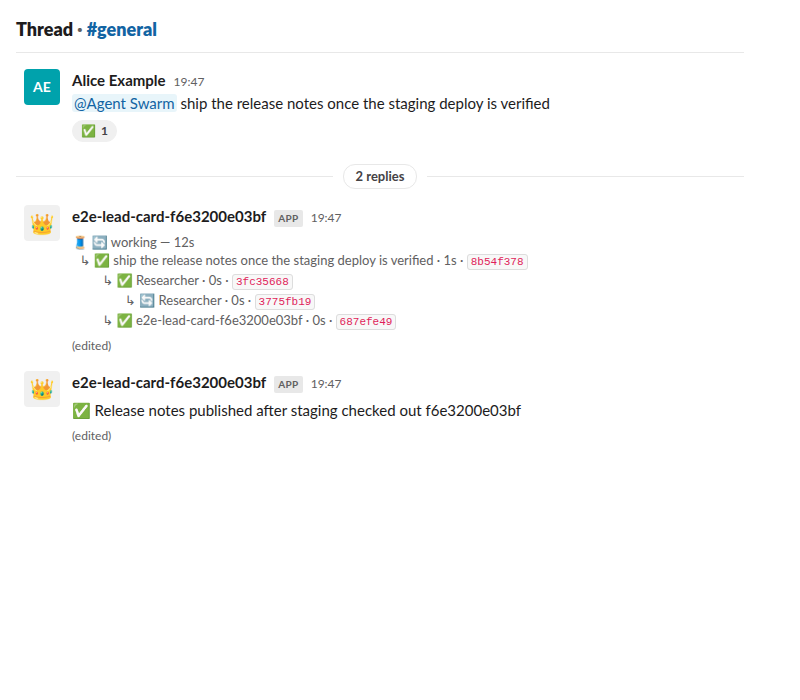 Thread • #general
AE
Alice Example 19:47
@Agent Swarm ship the release notes once the staging deploy is verified
✅ 1
2 replies
e2e-lead-card-f6e3200e03bf APP 19:47
🧵 🔄 working — 12s
↳ ✅ ship the release notes once the staging deploy is verified · 1s · 8b54f378
↳ ✅ Researcher · 0s · 3fc35668
↳ 🔄 Researcher · 0s · 3775fb19
↳ ✅ e2e-lead-card-f6e3200e03bf · 0s · 687efe49
(edited)
e2e-lead-card-f6e3200e03bf APP 19:47
✅ Release notes published after staging checked out f6e3200e03bf
(edited)